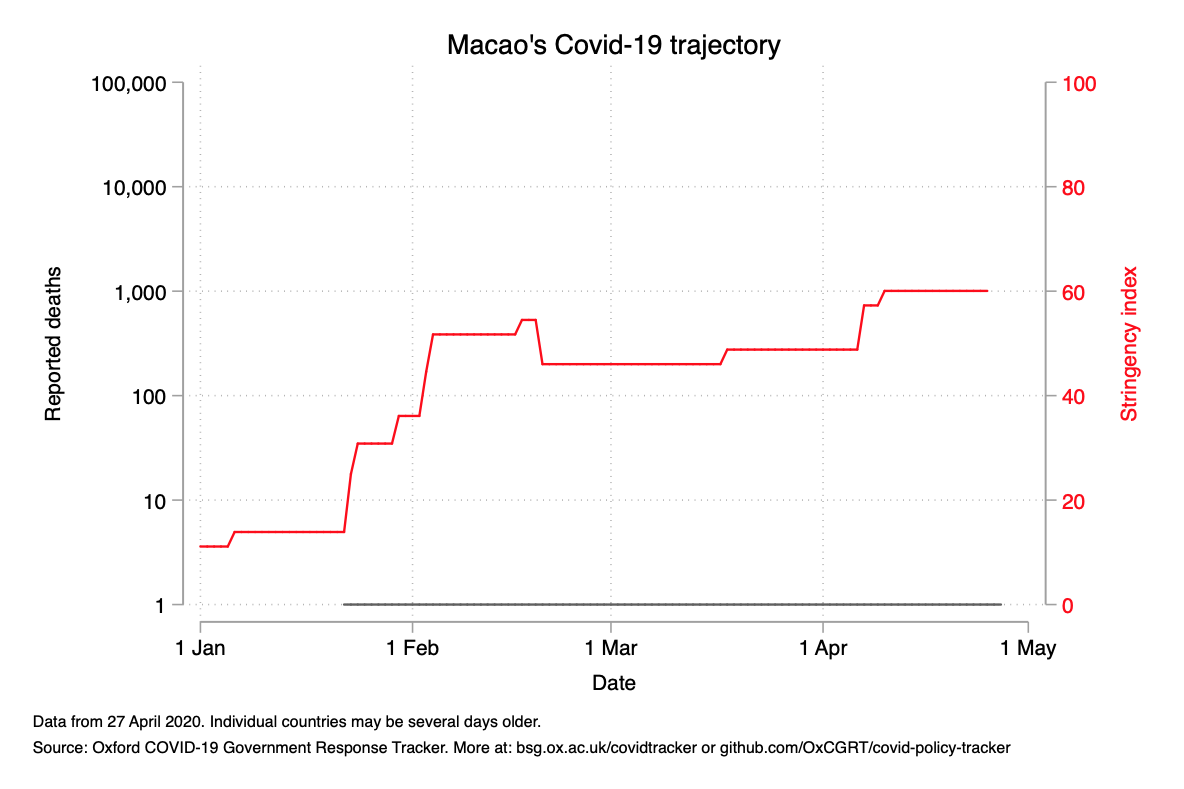 Macao's Covid-19 trajectory
100,000
10,000
1,000
100
10
1
Reported deaths
100
80
60
40
20
0
Stringency index
1 Jan
1 Feb
1 Mar
1 Apr
1 May
Date
Data from 27 April 2020. Individual countries may be several days older.
Source: Oxford COVID-19 Government Response Tracker. More at: bsg.ox.ac.uk/covidtracker or github.com/OxCGRT/covid-policy-tracker